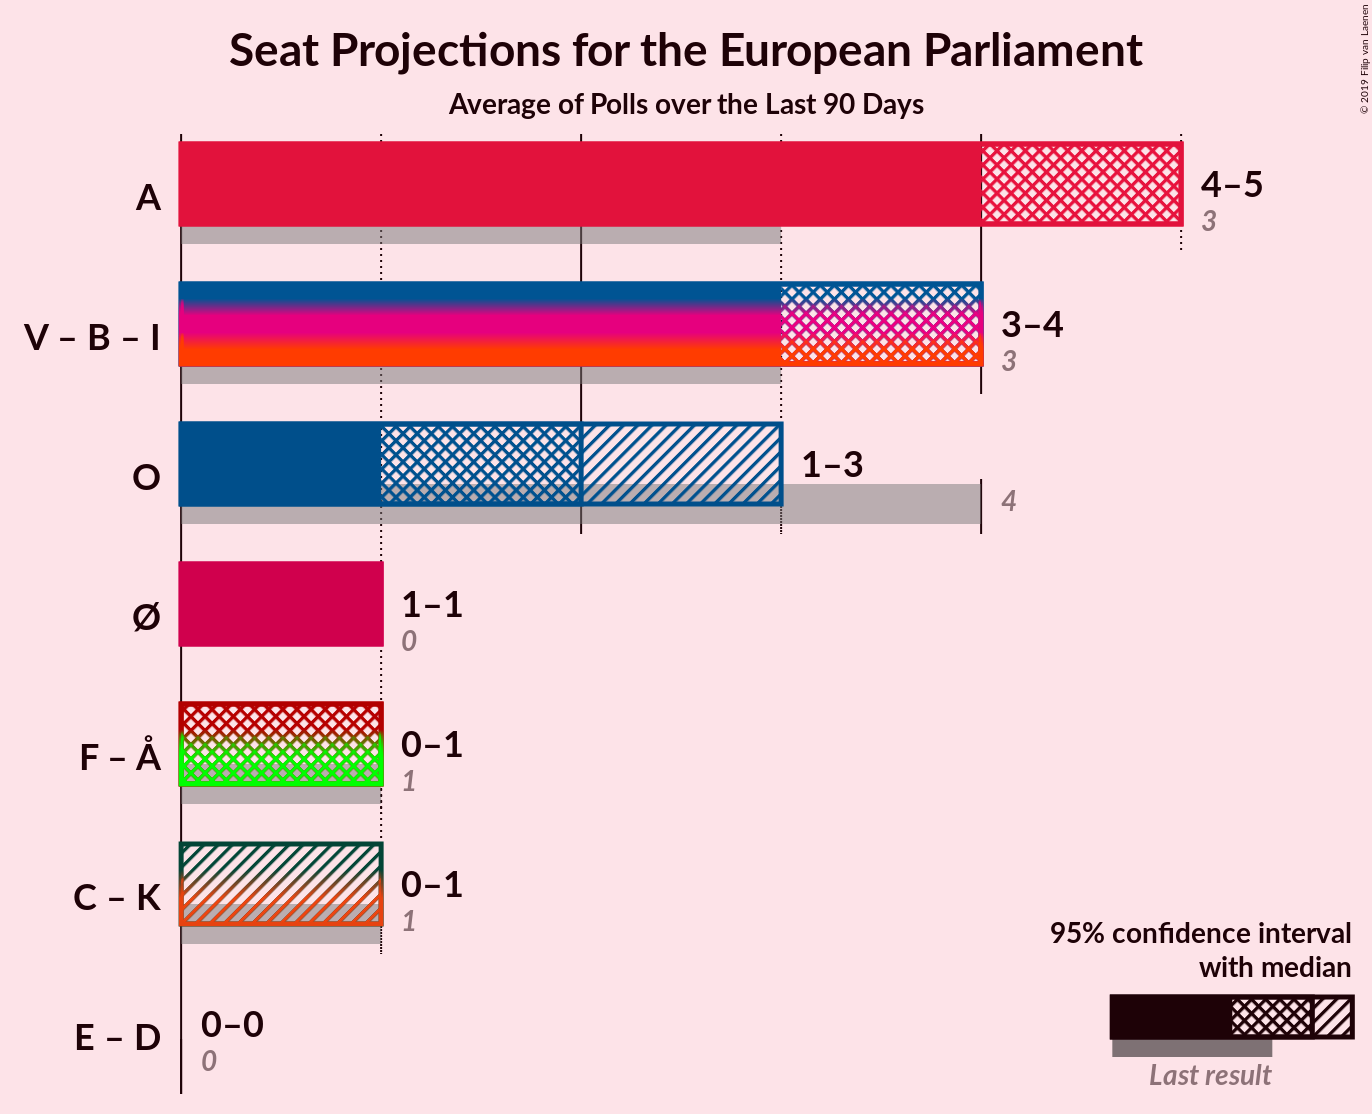 Seat Projections for the European Parliament
Average of Polls over the Last 90 Days
© 2019 Filip van Laenen
A
4–5
3
V – B – I
3–4
3
O
1–3
4
Ø
1–1
0
F – Å
0–1
1
C – K
0–1
1
E – D
0–0
0
95% confidence interval
with median
Last result